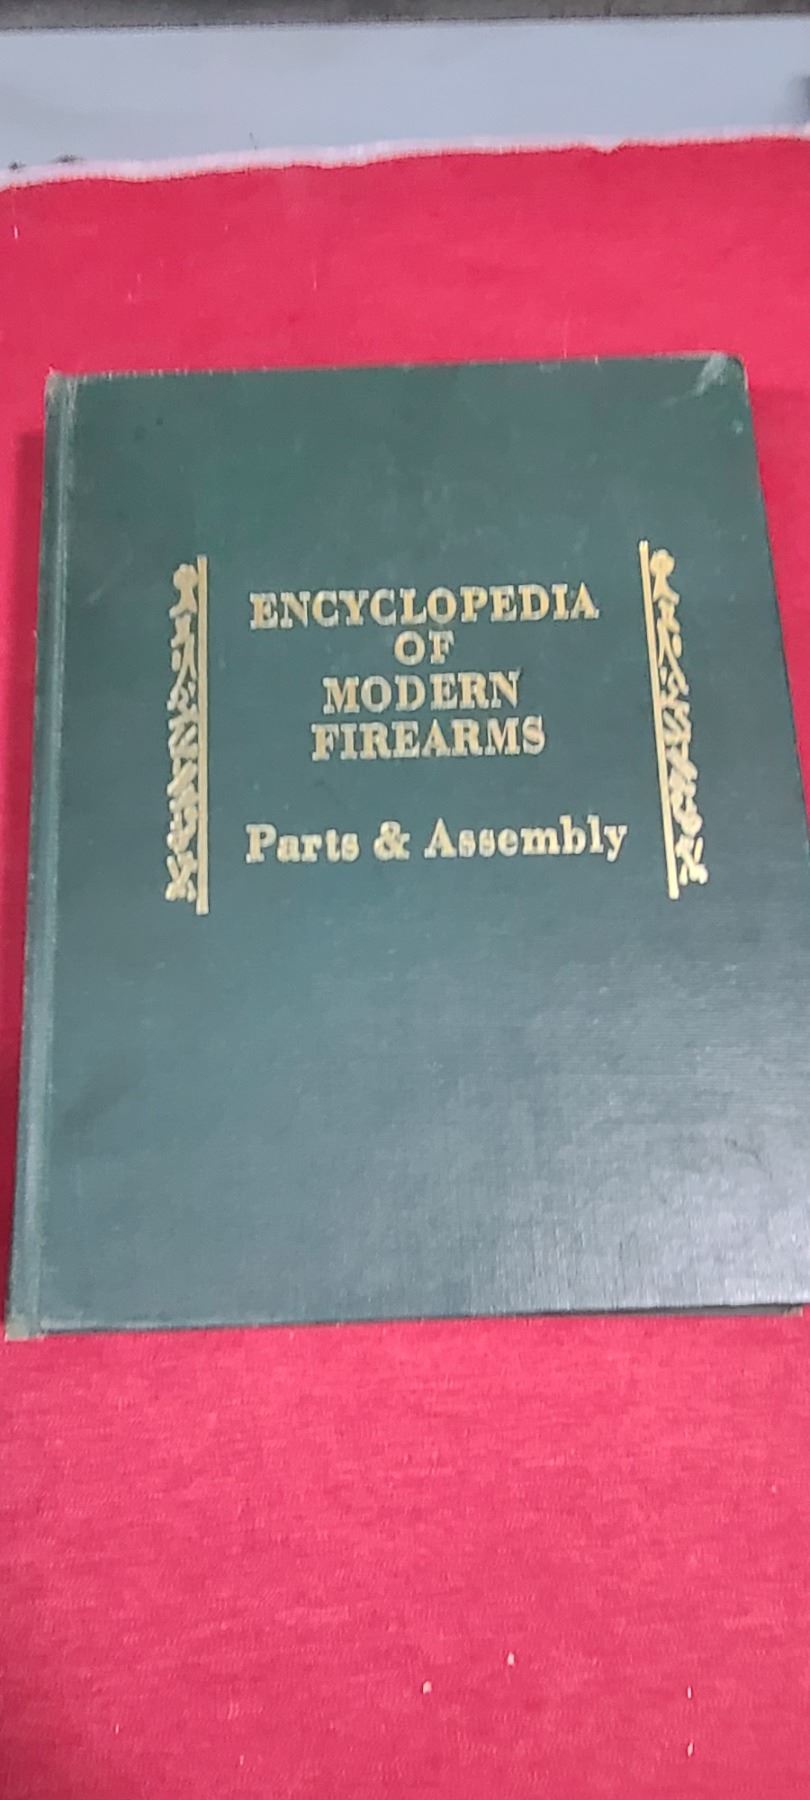 ENCYCLOPEDIA
OF
MODERN
FIREARMS
Parts & Assembly